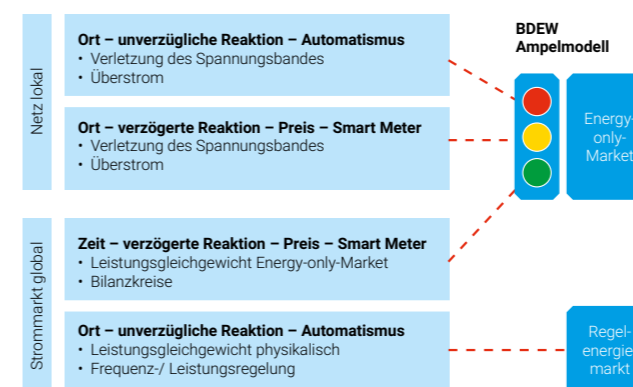 Netz lokal
Ort – unverzügliche Reaktion – Automatismus
• Verletzung des Spannungsbandes
• Überstrom
Ort – verzögerte Reaktion – Preis – Smart Meter
• Verletzung des Spannungsbandes
• Überstrom
BDEW
Ampelmodell
Energy-
only-
Market
Strommarkt global
Zeit – verzögerte Reaktion – Preis – Smart Meter
• Leistungsgleichgewicht Energy-only-Market
• Bilanzkreise
Ort – unverzügliche Reaktion – Automatismus
• Leistungsgleichgewicht physikalisch
• Frequenz-/ Leistungsregelung
Regel-
energie
markt